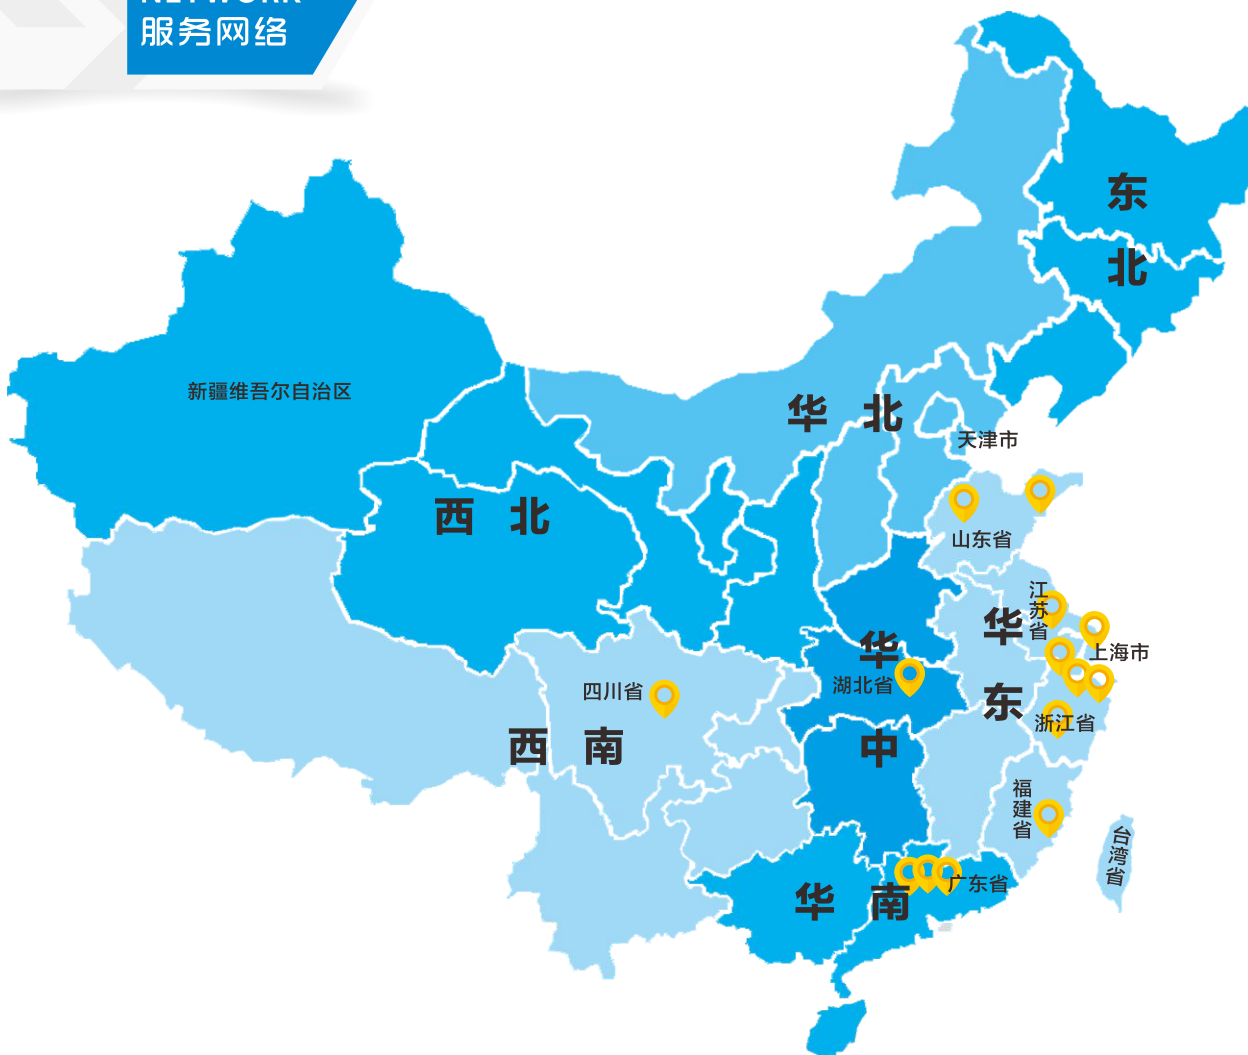 NETWORK
服务网络
东
北
新疆维吾尔自治区
华 北
天津市
西 北
山东省
江苏省
华
东
上海市
华
中
湖北省
四川省
浙江省
西 南
福建省
台湾省
广东省
华 南